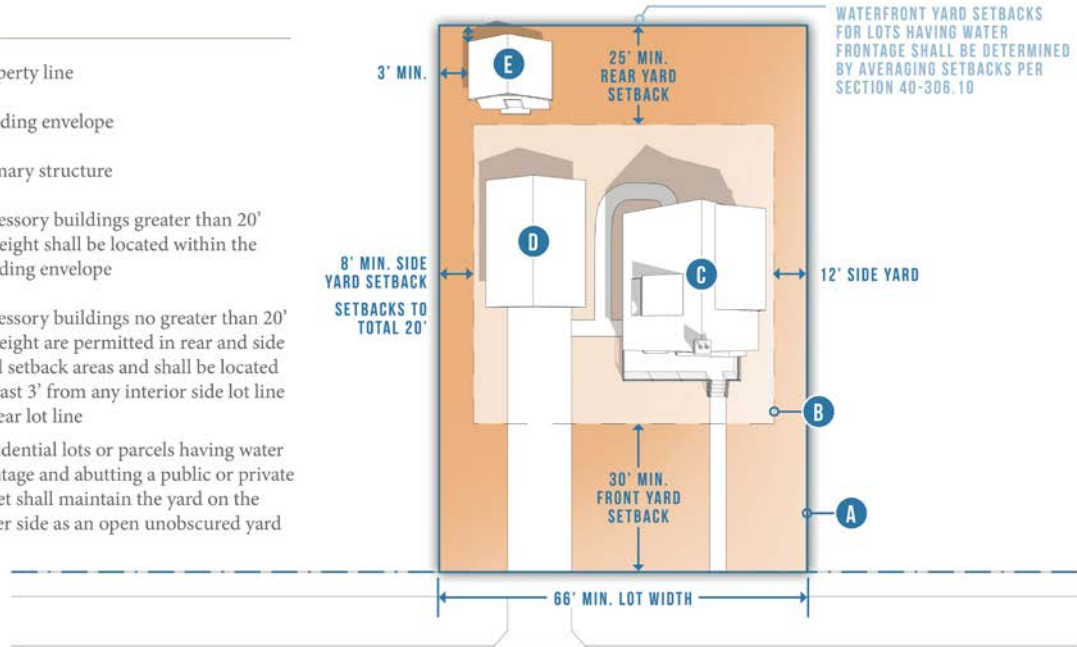 perty line
ding envelope
nary structure
essory buildings greater than 20'
eight shall be located within the
ding envelope
essory buildings no greater than 20'
eight are permitted in rear and side
d setback areas and shall be located
ast 3' from any interior side lot line
ear lot line
idential lots or parcels having water
ntage and abutting a public or private
et shall maintain the yard on the
er side as an open unobscured yard
WATERFRONT YARD SETBACKS
FOR LOTS HAVING WATER
FRONTAGE SHALL BE DETERMINED
BY AVERAGING SETBACKS PER
SECTION 40-306.10
3' MIN.
E
25' MIN.
REAR YARD
SETBACK
D
C
8' MIN. SIDE
YARD SETBACK
SETBACKS TO
TOTAL 20'
12' SIDE YARD
B
30' MIN.
FRONT YARD
SETBACK
A
66' MIN. LOT WIDTH